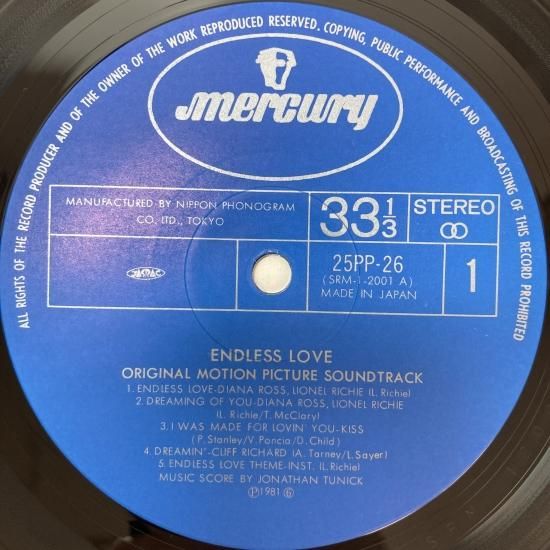 ALL RIGHTS OF THE RECORD PRODUCER AND OF THE OWNER OF THE WORK REPRODUCED RESERVED. COPYING, PUBLIC PERFORMANCE AND BROADCASTING OF THIS RECORD PROHIBITED
mercury
MANUFACTURED BY NIPPON PHONOGRAM
CO. LTD., TOKYO
33 1/3
STEREO
JASRAC
25PP-26
(SRM-1-2001 A)
MADE IN JAPAN
1
ENDLESS LOVE
ORIGINAL MOTION PICTURE SOUNDTRACK
1. ENDLESS LOVE-DIANA ROSS, LIONEL RICHIE (L. Richie)
2. DREAMING OF YOU-DIANA ROSS, LIONEL RICHIE
(L. Richie/T. McClary)
3. I WAS MADE FOR LOVIN' YOU-KISS
(P. Stanley/V. Poncia/D. Child)
4. DREAMIN'-CLIFF RICHARD (A. Tarney/L. Sayer)
5. ENDLESS LOVE THEME-INST. (L. Richie)
MUSIC SCORE BY JONATHAN TUNICK
Ⓟ1981 Ⓖ